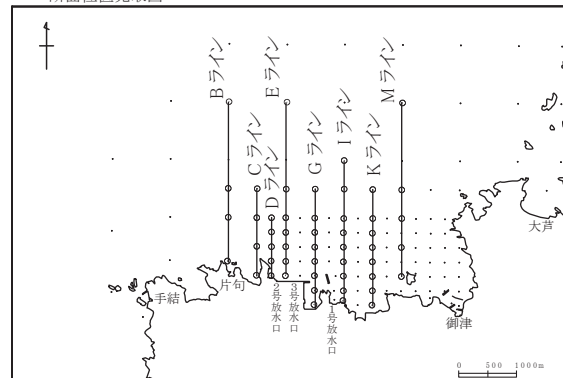 Bライン
Cライン
Dライン
Eライン
Gライン
Iライン
Kライン
Mライン
大芦
片句
手結
2号放水口
3号放水口
1号放水口
御津
0 500 1000m